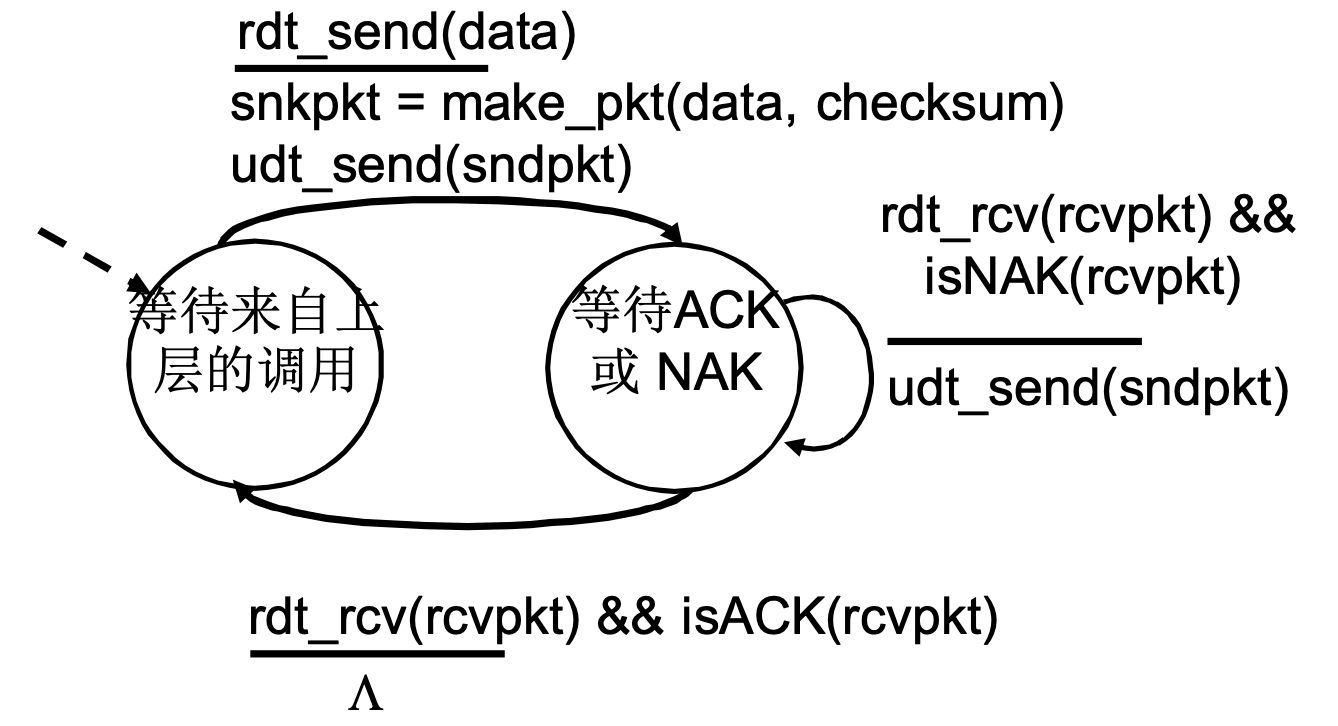 rdt_send(data)
snkpkt = make_pkt(data, checksum)
udt_send(sndpkt)
rdt_rcv(rcvpkt) &&
isNAK(rcvpkt)
udt_send(sndpkt)
等待来自上
层的调用
等待ACK
或 NAK
rdt_rcv(rcvpkt) && isACK(rcvpkt)
Λ